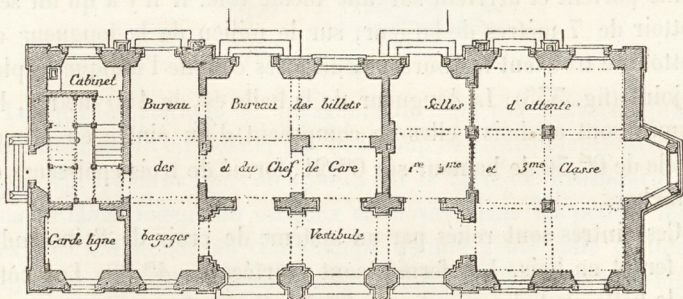 Cabinet
Bureau
des
bagages
Garde ligne
Bureau des billets
et du Chef de Gare
Vestibule
Salles d'attente
1re 2me et 3me Classe